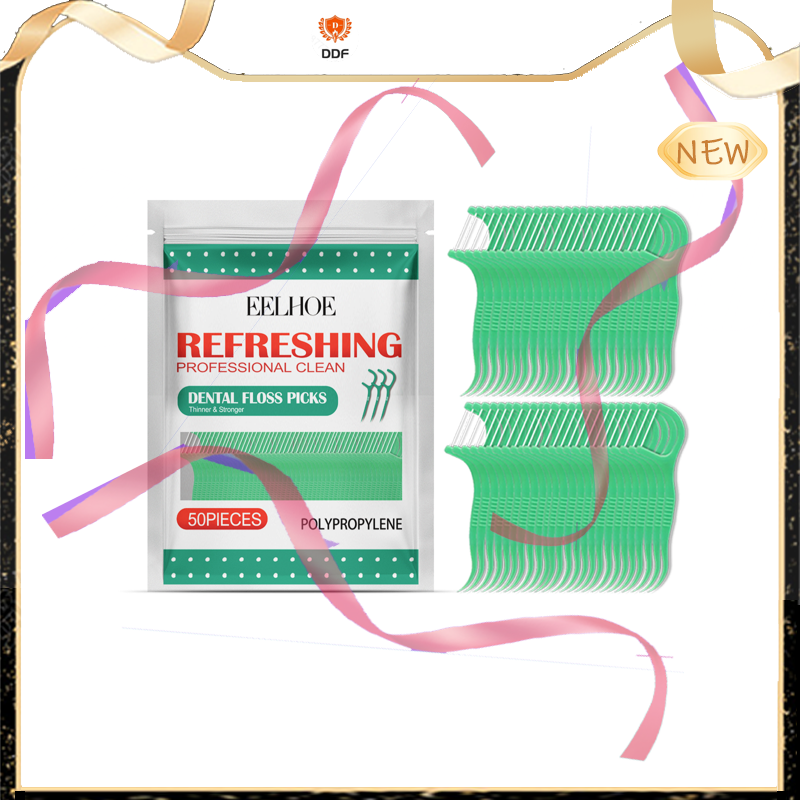 D
DDF
NEW
EELHOE
REFRESHING
PROFESSIONAL CLEAN
DENTAL FLOSS PICKS
Thinner & Stronger
50PIECES
POLYPROPYLENE